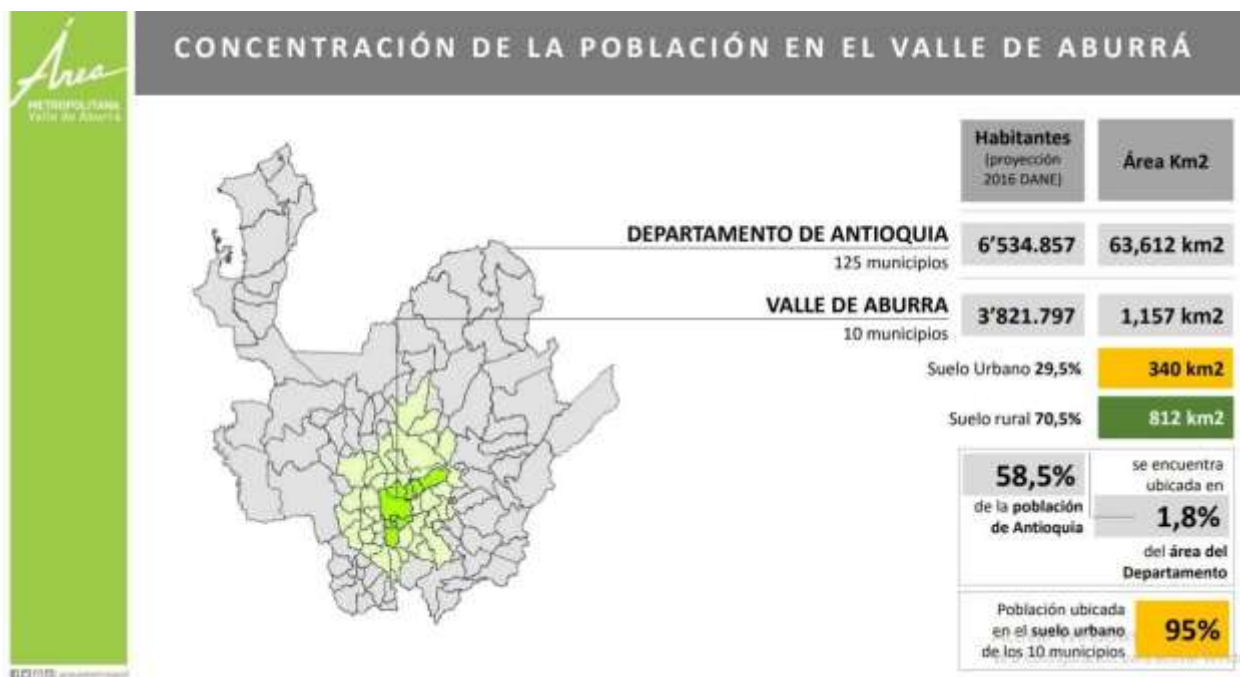 Área
METROPOLITANA
Valle de Aburrá
CONCENTRACIÓN DE LA POBLACIÓN EN EL VALLE DE ABURRÁ
Habitantes
(proyección
2016 DANE)
Área Km2
DEPARTAMENTO DE ANTIOQUIA
125 municipios
6’534.857
63,612 km2
VALLE DE ABURRA
10 municipios
3’821.797
1,157 km2
Suelo Urbano 29,5%
340 km2
Suelo rural 70,5%
812 km2
58,5%
de la población
de Antioquia
se encuentra
ubicada en
1,8%
del área del
Departamento
Población ubicada
en el suelo urbano
de los 10 municipios
95%